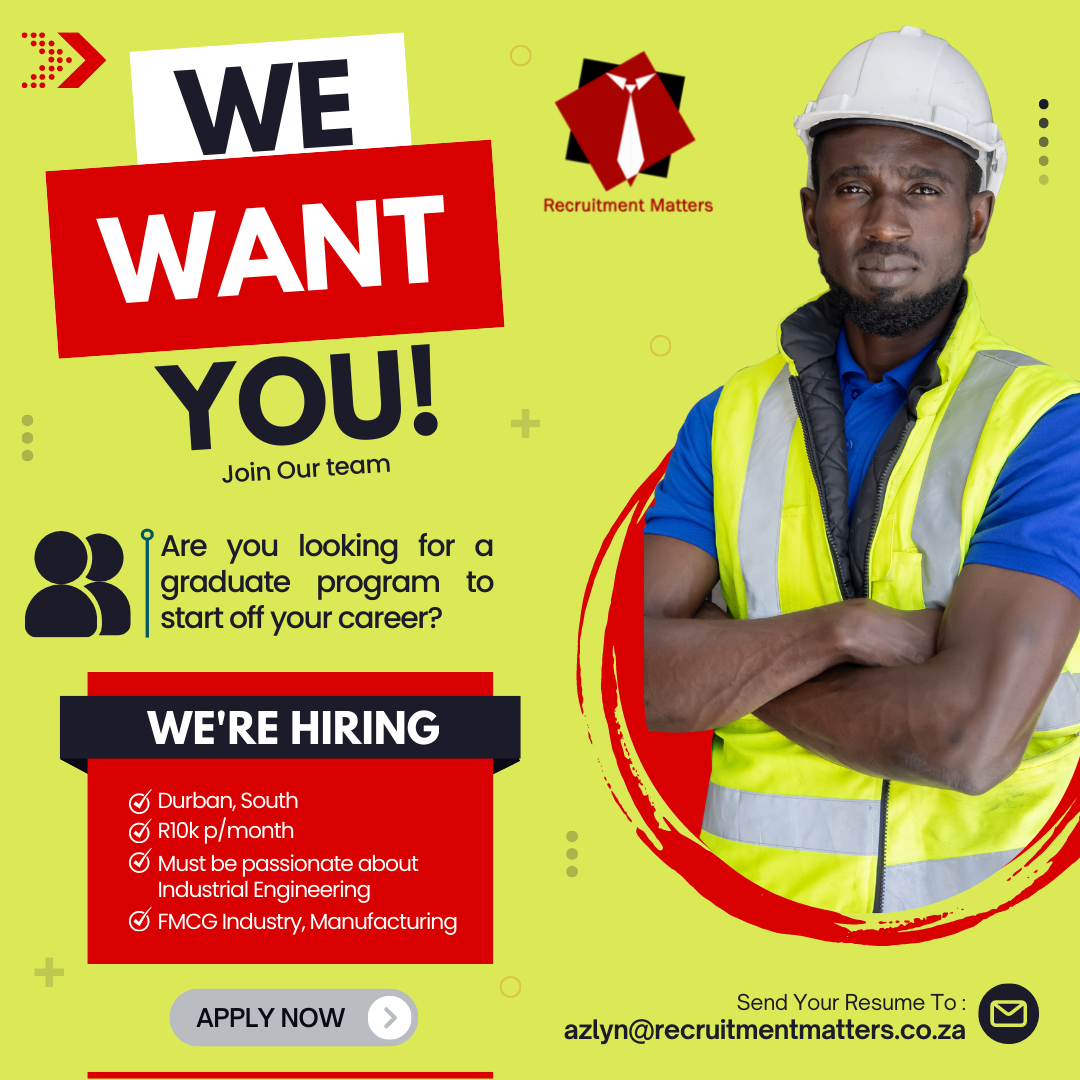 WE
WANT
YOU!
Join Our team
Recruitment Matters
Are you looking for a
graduate program to
start off your career?
WE'RE HIRING
Durban, South
R10k p/month
Must be passionate about
Industrial Engineering
FMCG Industry, Manufacturing
APPLY NOW
Send Your Resume To :
azlyn@recruitmentmatters.co.za